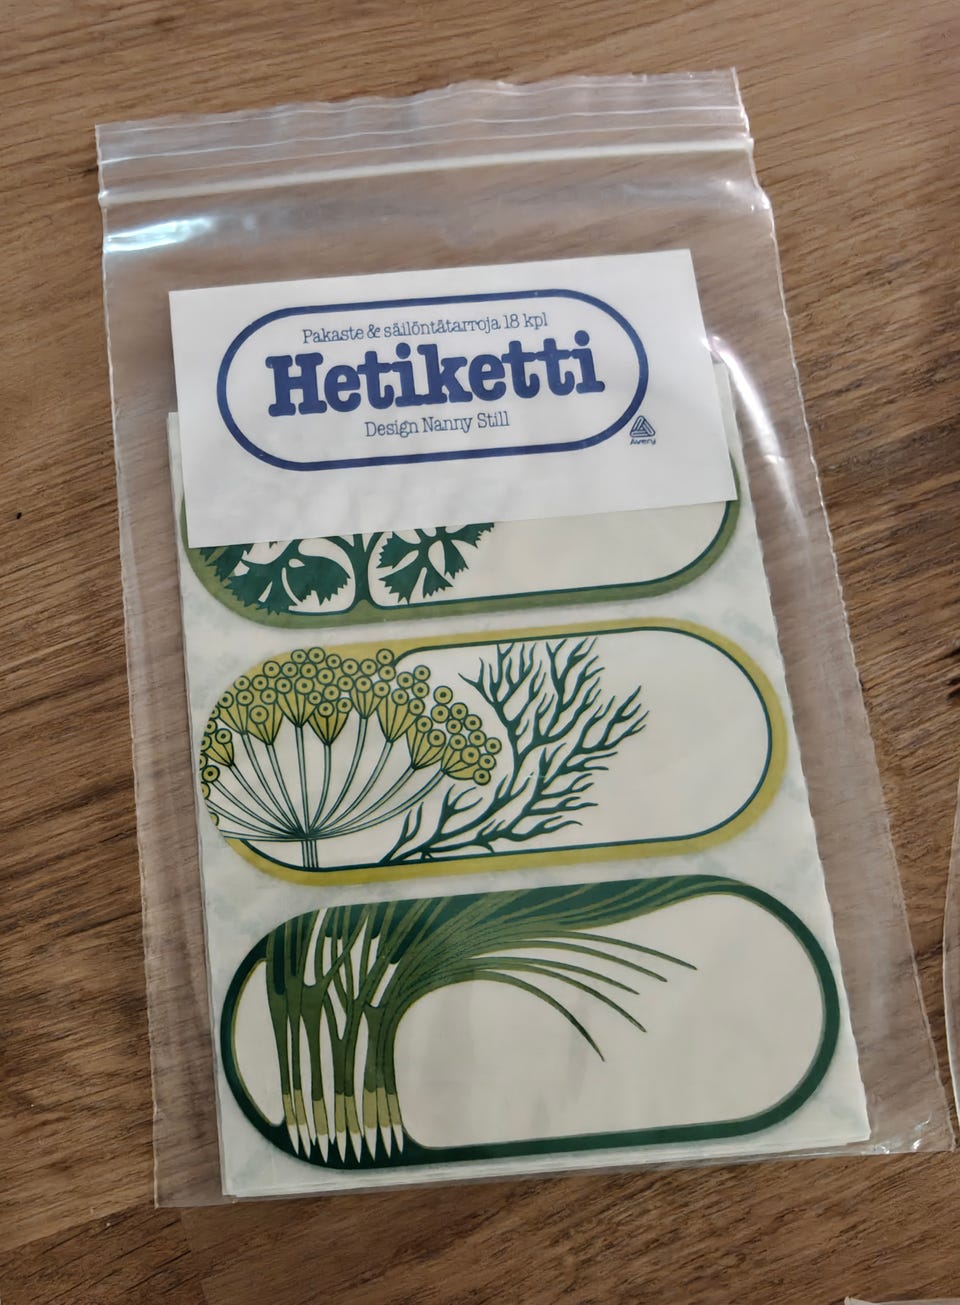 Pakaste & säilöntätarroja 18 kpl
Hetiketti
Design Nanny Still
Avery